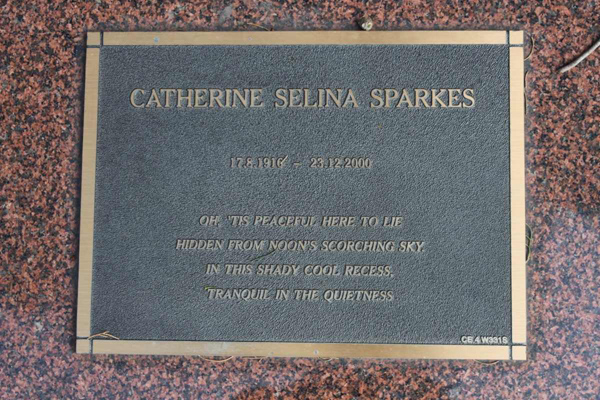 CATHERINE SELINA SPARKES
17.8.1916 – 23.12.2000
OH, 'TIS PEACEFUL HERE TO LIE
HIDDEN FROM NOON'S SCORCHING SKY,
IN THIS SHADY COOL RECESS,
TRANQUIL IN THE QUIETNESS
CE 4 W331S